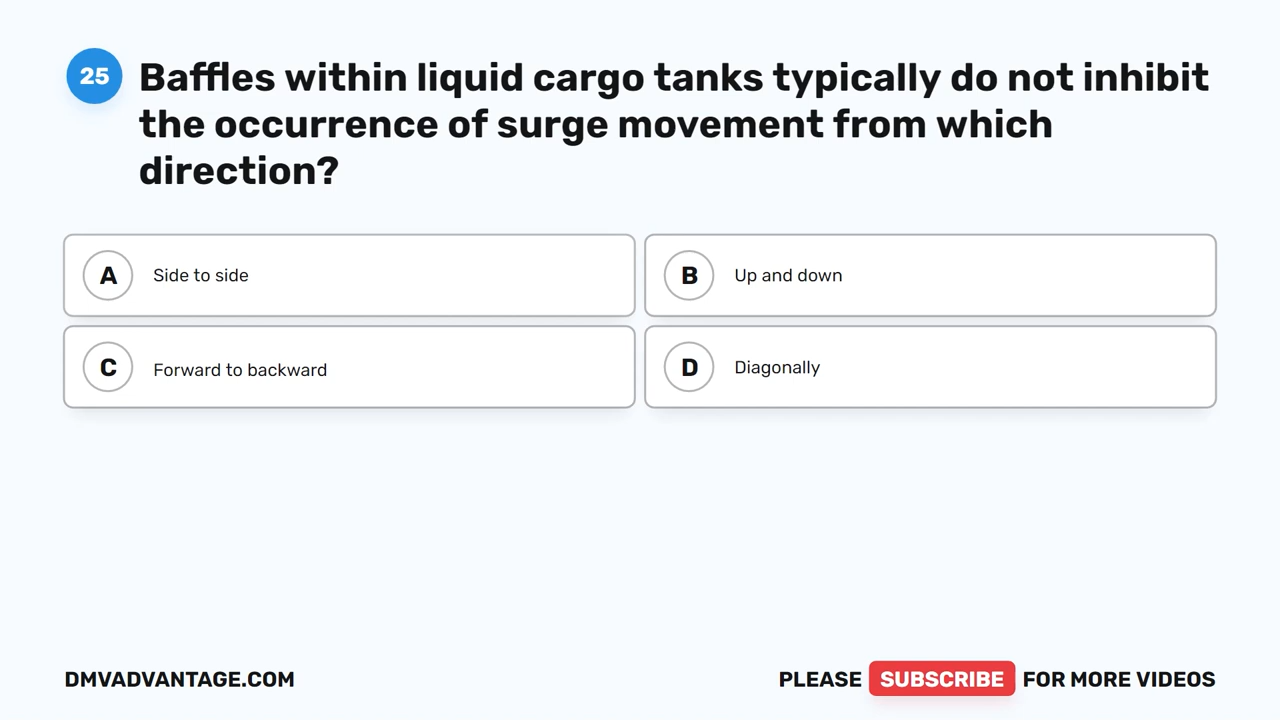 25
Baffles within liquid cargo tanks typically do not inhibit
the occurrence of surge movement from which
direction?
A Side to side
B Up and down
C Forward to backward
D Diagonally
DMVADVANTAGE.COM
PLEASE SUBSCRIBE FOR MORE VIDEOS